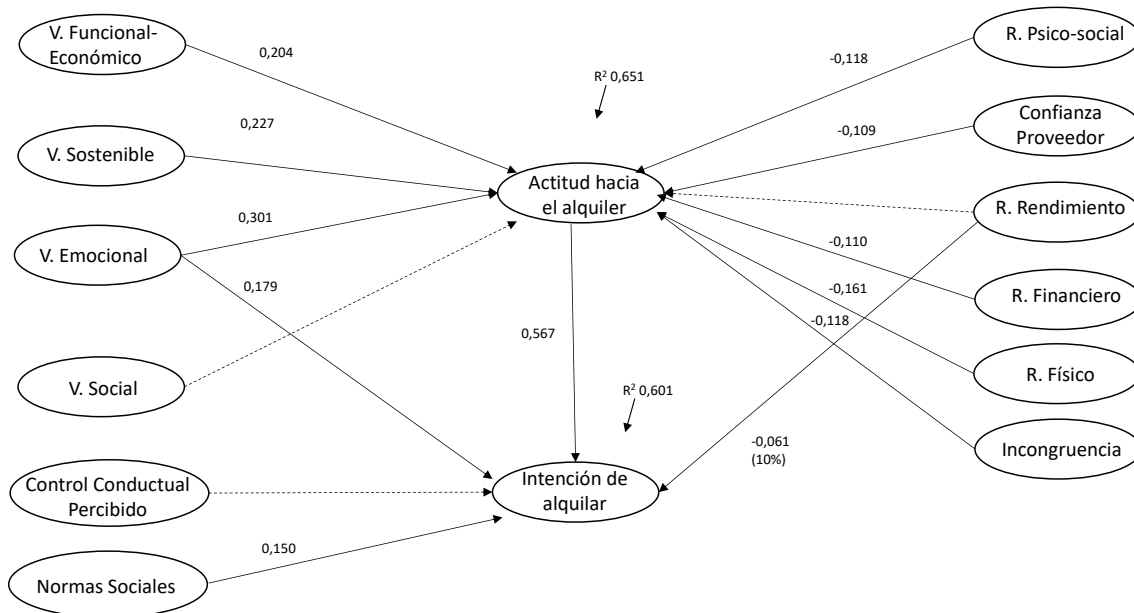 V. Funcional-
Económico
0,204
V. Sostenible
0,227
V. Emocional
0,301
0,179
V. Social
Control Conductual
Percibido
Normas Sociales
0,150
R² 0,651
Actitud hacia
el alquiler
0,567
R² 0,601
Intención de
alquilar
R. Psico-social
-0,118
Confianza
Proveedor
-0,109
R. Rendimiento
R. Financiero
-0,110
R. Físico
-0,161
Incongruencia
-0,118
-0,061
(10%)